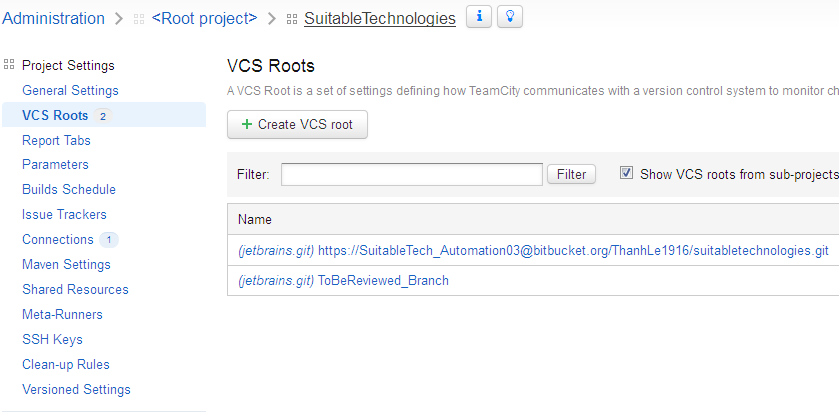 Administration > <Root project> > SuitableTechnologies
Project Settings
General Settings
VCS Roots 2
Report Tabs
Parameters
Builds Schedule
Issue Trackers
Connections 1
Maven Settings
Shared Resources
Meta-Runners
SSH Keys
Clean-up Rules
Versioned Settings
VCS Roots
A VCS Root is a set of settings defining how TeamCity communicates with a version control system to monitor ch
+ Create VCS root
Filter: Filter Show VCS roots from sub-projects
Name
(jetbrains.git) https://SuitableTech_Automation03@bitbucket.org/ThanhLe1916/suitabletechnologies.git
(jetbrains.git) ToBeReviewed_Branch